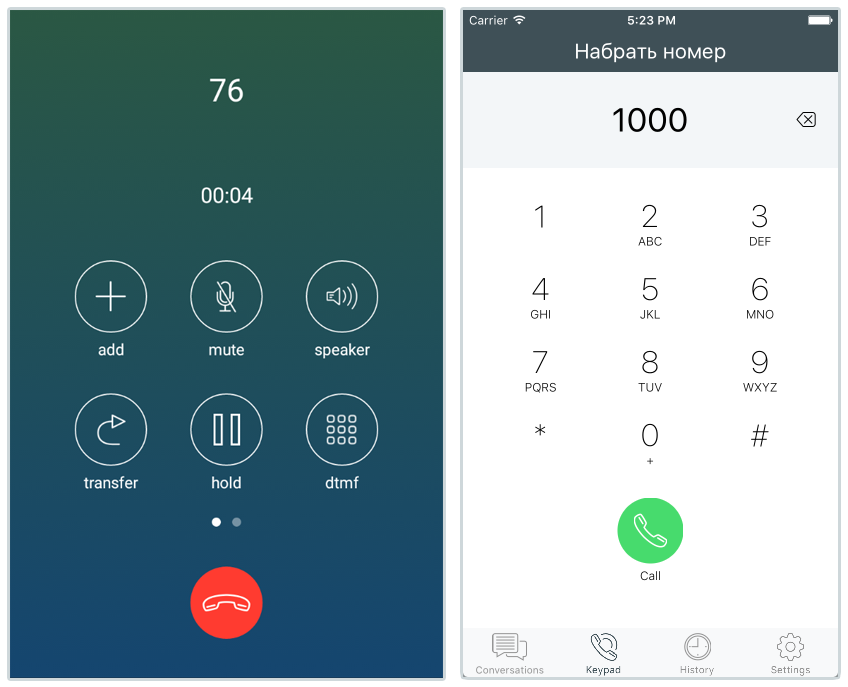 76
00:04
add mute speaker
transfer hold dtmf
Carrier 5:23 PM
Набрать номер
1000
1 2 3
ABC DEF
4 5 6
GHI JKL MNO
7 8 9
PQRS TUV WXYZ
* 0 #
+
Call
Conversations Keypad History Settings